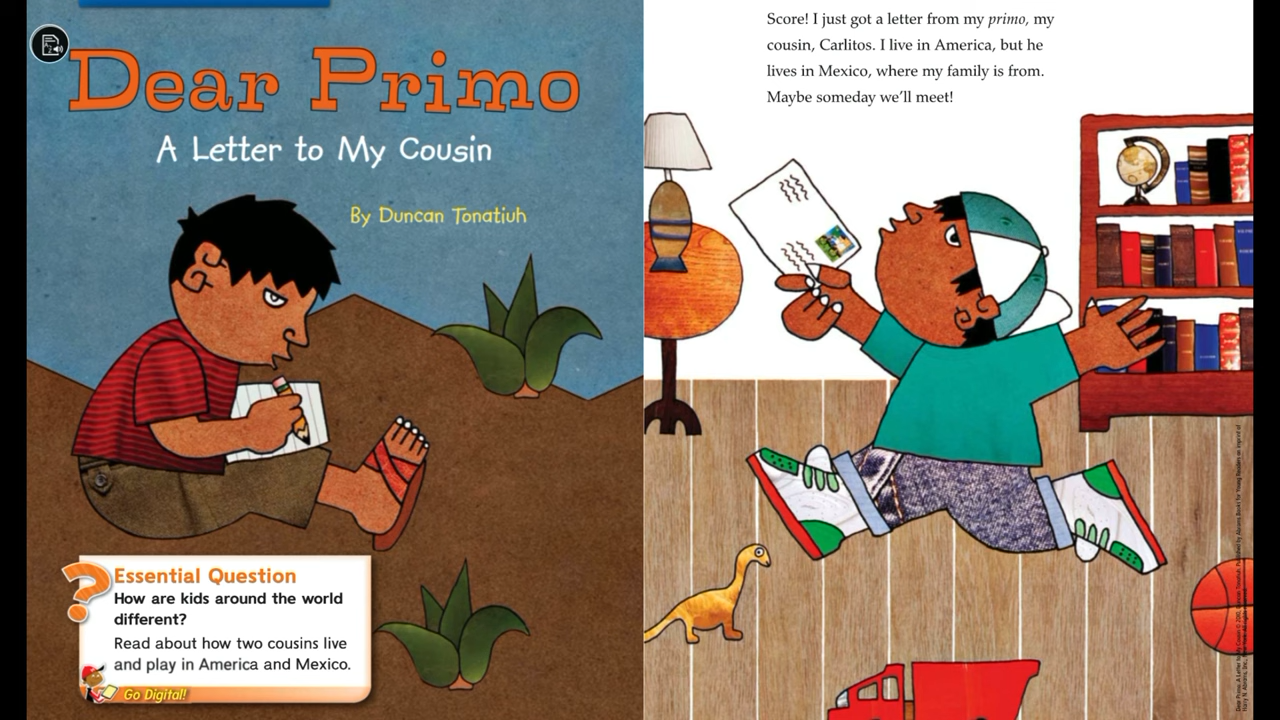 Dear Primo
A Letter to My Cousin
By Duncan Tonatiuh
Essential Question
How are kids around the world
different?
Read about how two cousins live
and play in America and Mexico.
Go Digital!
Score! I just got a letter from my primo, my
cousin, Carlitos. I live in America, but he
lives in Mexico, where my family is from.
Maybe someday we'll meet!